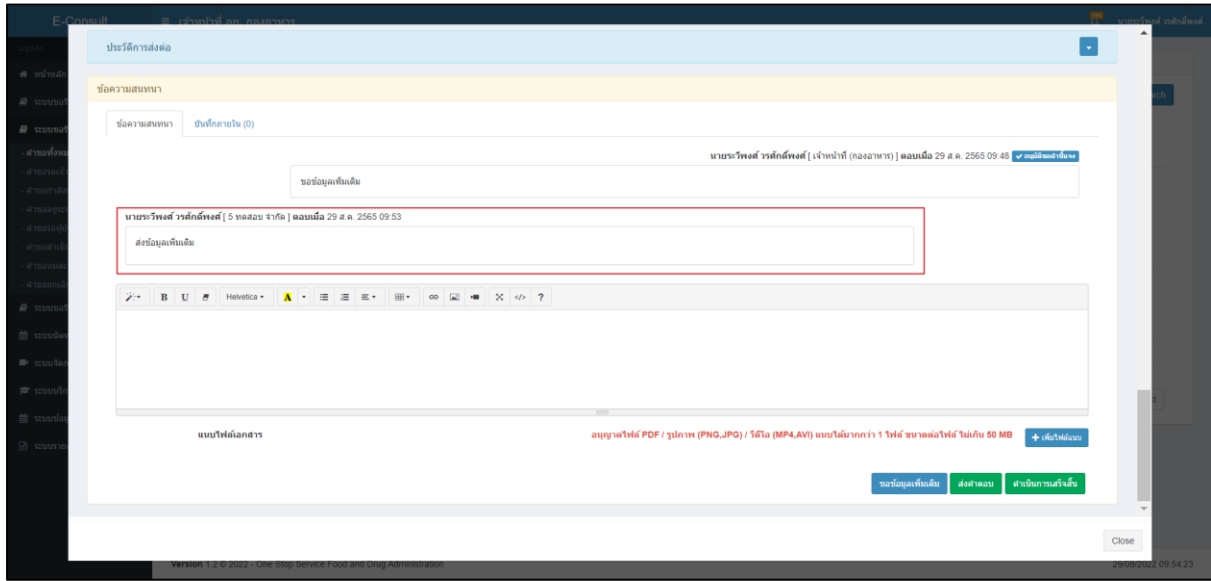 E-Consult
เจ้าหน้าที่ อย. กองอาหาร
นายระวีพงศ์ วรศักดิ์พงศ์
เมนูหลัก
ประวัติการส่งต่อ
หน้าหลัก
ข้อความสนทนา
ข้อความสนทนา บันทึกภายใน (0)
นายระวีพงศ์ วรศักดิ์พงศ์ [ เจ้าหน้าที่ (กองอาหาร) ] ตอบเมื่อ 29 ส.ค. 2565 09:48
ขอข้อมูลเพิ่มเติม
นายระวีพงศ์ วรศักดิ์พงศ์ [ 5 ทดสอบ จำกัด ] ตอบเมื่อ 29 ส.ค. 2565 09:53
ส่งข้อมูลเพิ่มเติม
B U Helvetica A </> ?
แนบไฟล์เอกสาร
อนุญาตไฟล์ PDF / รูปภาพ (PNG,JPG) / วีดีโอ (MP4,AVI) แนบได้มากกว่า 1 ไฟล์ ขนาดต่อไฟล์ ไม่เกิน 50 MB
เพิ่มไฟล์แนบ
ขอข้อมูลเพิ่มเติม ส่งคำตอบ ดำเนินการเสร็จสิ้น
Close
Version 1.2 © 2022 - One Stop Service Food and Drug Administration
29/08/2022 09:54:23